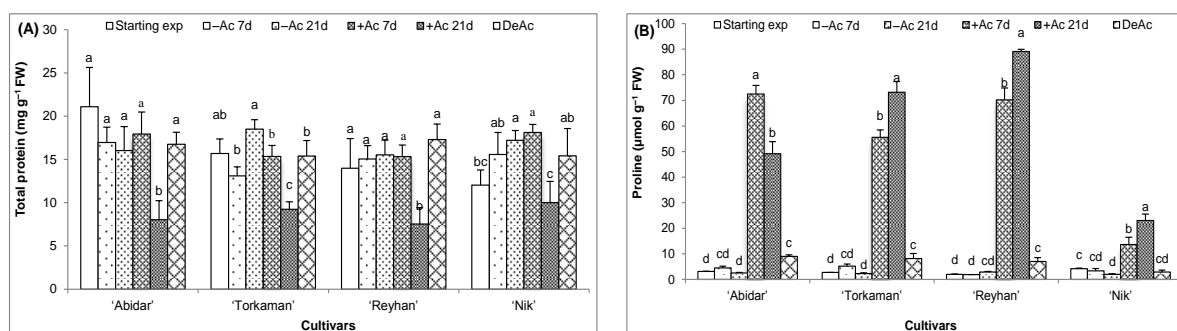 (A)
Starting exp –Ac 7d –Ac 21d +Ac 7d +Ac 21d DeAc
Total protein (mg g⁻¹ FW)
30
25
20
15
10
5
0
a a a a b a
ab b a b c b
a a a a b a
bc ab a a c ab
'Abidar' 'Torkaman' 'Reyhan' 'Nik'
Cultivars
(B)
Starting exp –Ac 7d –Ac 21d +Ac 7d +Ac 21d DeAc
Proline (µmol g⁻¹ FW)
100
90
80
70
60
50
40
30
20
10
0
d cd d a b c
d cd d b a c
d d cd b a c
c cd d b a cd
'Abidar' 'Torkaman' 'Reyhan' 'Nik'
Cultivars